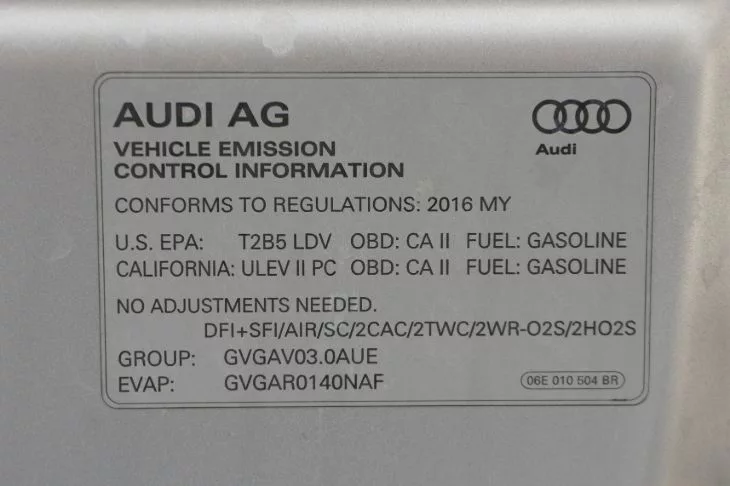 AUDI AG
Audi
VEHICLE EMISSION
CONTROL INFORMATION
CONFORMS TO REGULATIONS: 2016 MY
U.S. EPA: T2B5 LDV OBD: CA II FUEL: GASOLINE
CALIFORNIA: ULEV II PC OBD: CA II FUEL: GASOLINE
NO ADJUSTMENTS NEEDED.
DFI+SFI/AIR/SC/2CAC/2TWC/2WR-O2S/2HO2S
GROUP: GVGAV03.0AUE
EVAP: GVGAR0140NAF
06E 010 504 BR